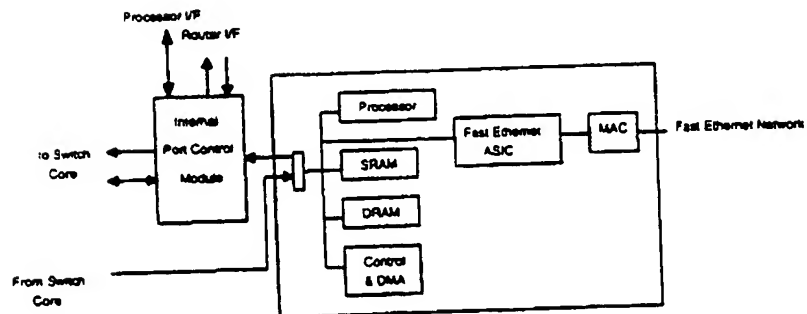 Processor I/F
Router I/F
Internal
Port Control
Module
to Switch
Core
From Switch
Core
Processor
SRAM
DRAM
Control
& DMA
Fast Ethernet
ASIC
MAC
Fast Ethernet Network